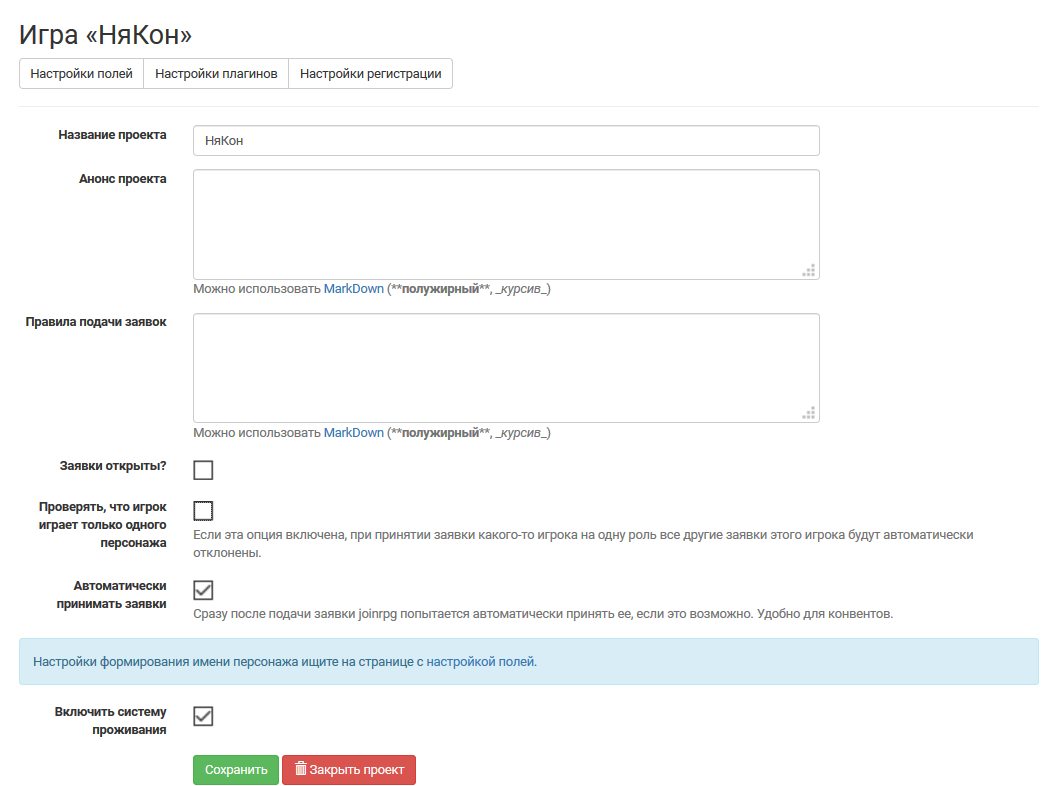 Игра «НяКон»
Настройки полей Настройки плагинов Настройки регистрации
Название проекта
НяКон
Анонс проекта
Можно использовать MarkDown (**полужирный**, _курсив_)
Правила подачи заявок
Можно использовать MarkDown (**полужирный**, _курсив_)
Заявки открыты?
Проверять, что игрок
играет только одного
персонажа
Если эта опция включена, при принятии заявки какого-то игрока на одну роль все другие заявки этого игрока будут автоматически
отклонены.
Автоматически
принимать заявки
Сразу после подачи заявки joinrpg попытается автоматически принять ее, если это возможно. Удобно для конвентов.
Настройки формирования имени персонажа ищите на странице с настройкой полей.
Включить систему
проживания
Сохранить Закрыть проект